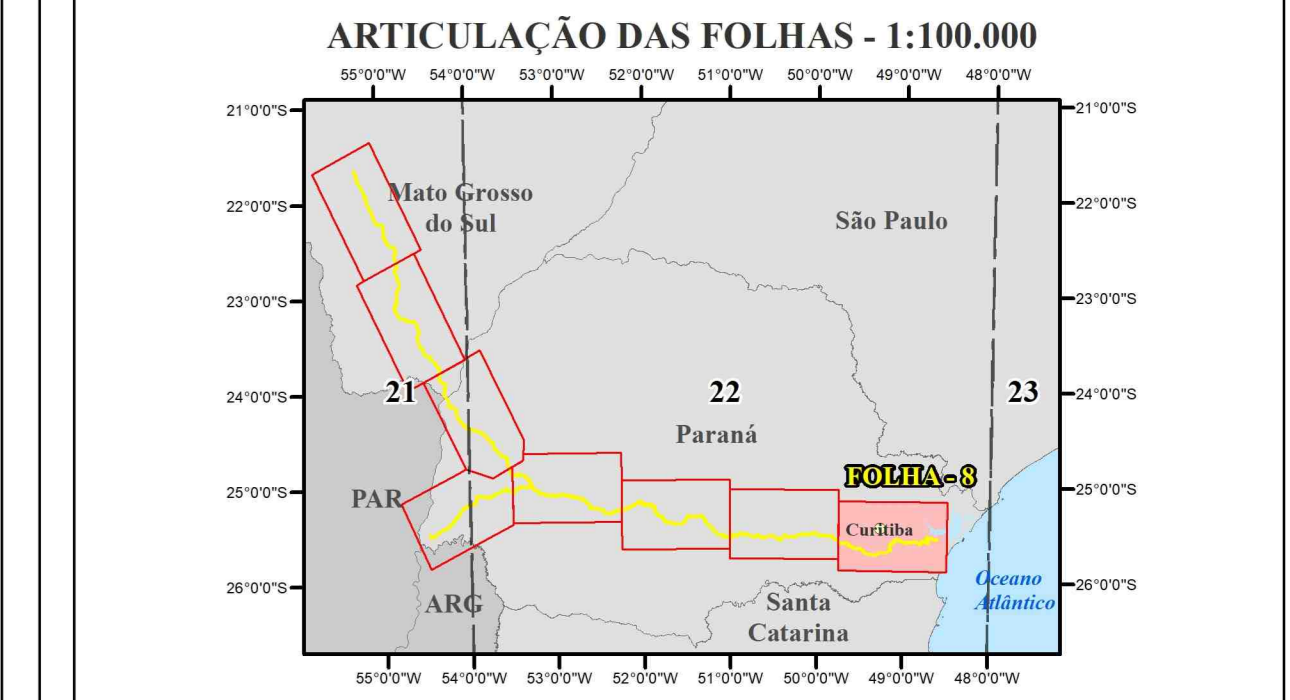 ARTICULAÇÃO DAS FOLHAS - 1:100.000
55°0'0"W 54°0'0"W 53°0'0"W 52°0'0"W 51°0'0"W 50°0'0"W 49°0'0"W 48°0'0"W
21°0'0"S 21°0'0"S
Mato Grosso
do Sul
22°0'0"S 22°0'0"S
São Paulo
23°0'0"S 23°0'0"S
24°0'0"S 21 22 23 24°0'0"S
Paraná
FOLHA - 8
25°0'0"S PAR 25°0'0"S
Curitiba
26°0'0"S 26°0'0"S
Oceano
Atlântico
ARG
Santa
Catarina
55°0'0"W 54°0'0"W 53°0'0"W 52°0'0"W 51°0'0"W 50°0'0"W 49°0'0"W 48°0'0"W